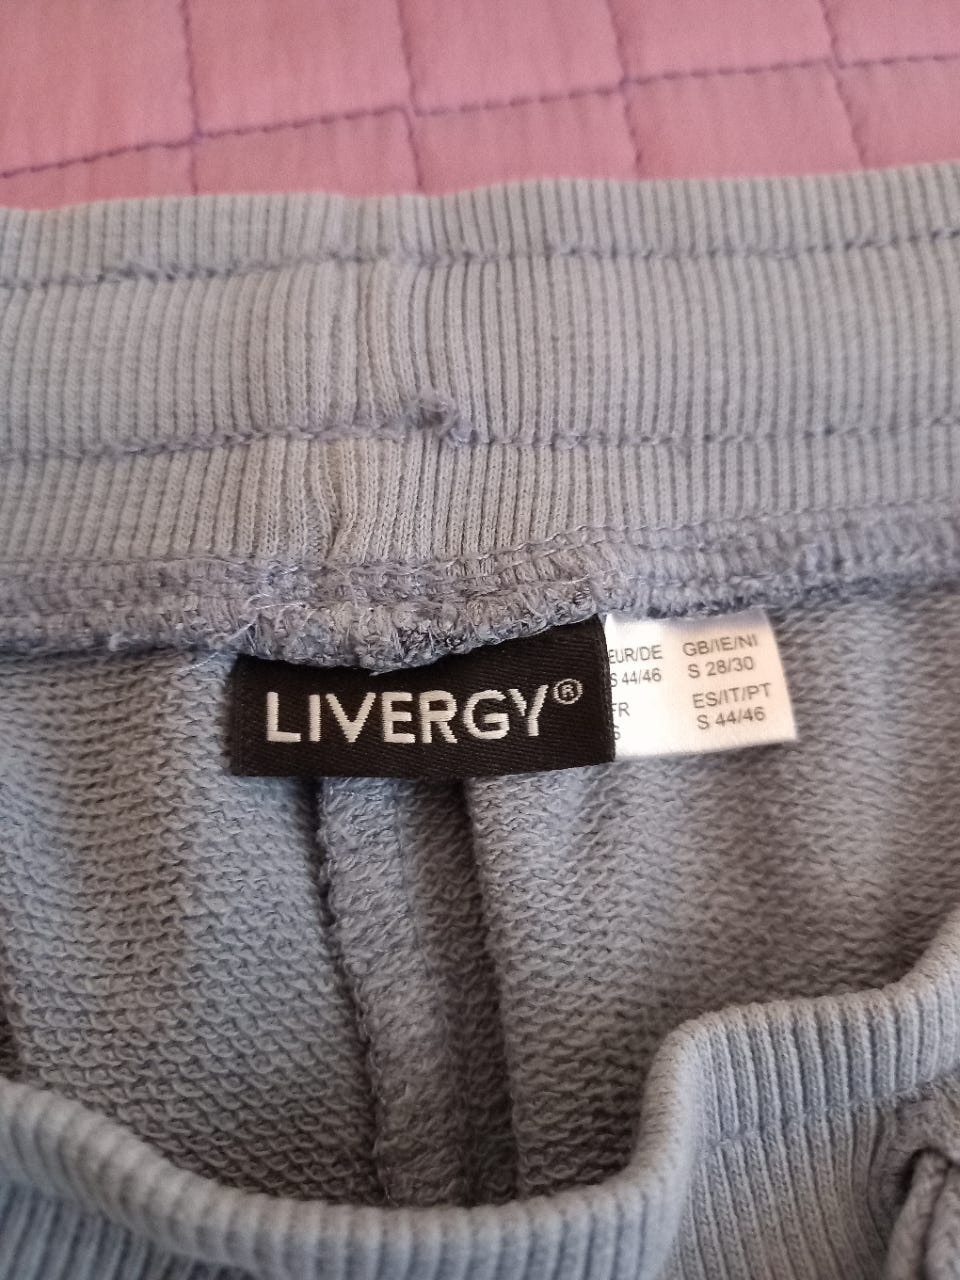 LIVERGY®
EUR/DE GB/IE/NI
S 44/46 S 28/30
FR ES/IT/PT
S S 44/46